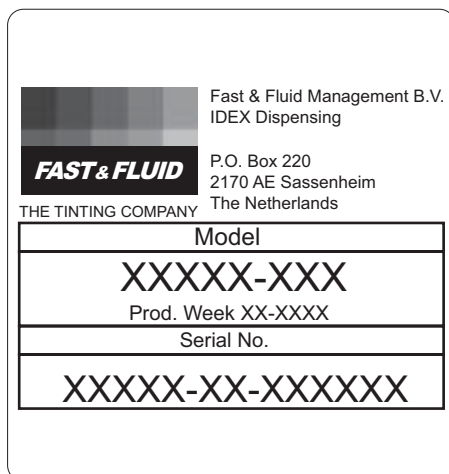 Fast & Fluid Management B.V.
IDEX Dispensing
FAST & FLUID
P.O. Box 220
2170 AE Sassenheim
The Netherlands
THE TINTING COMPANY
Model
XXXXX-XXX
Prod. Week XX-XXXX
Serial No.
XXXXX-XX-XXXXXX